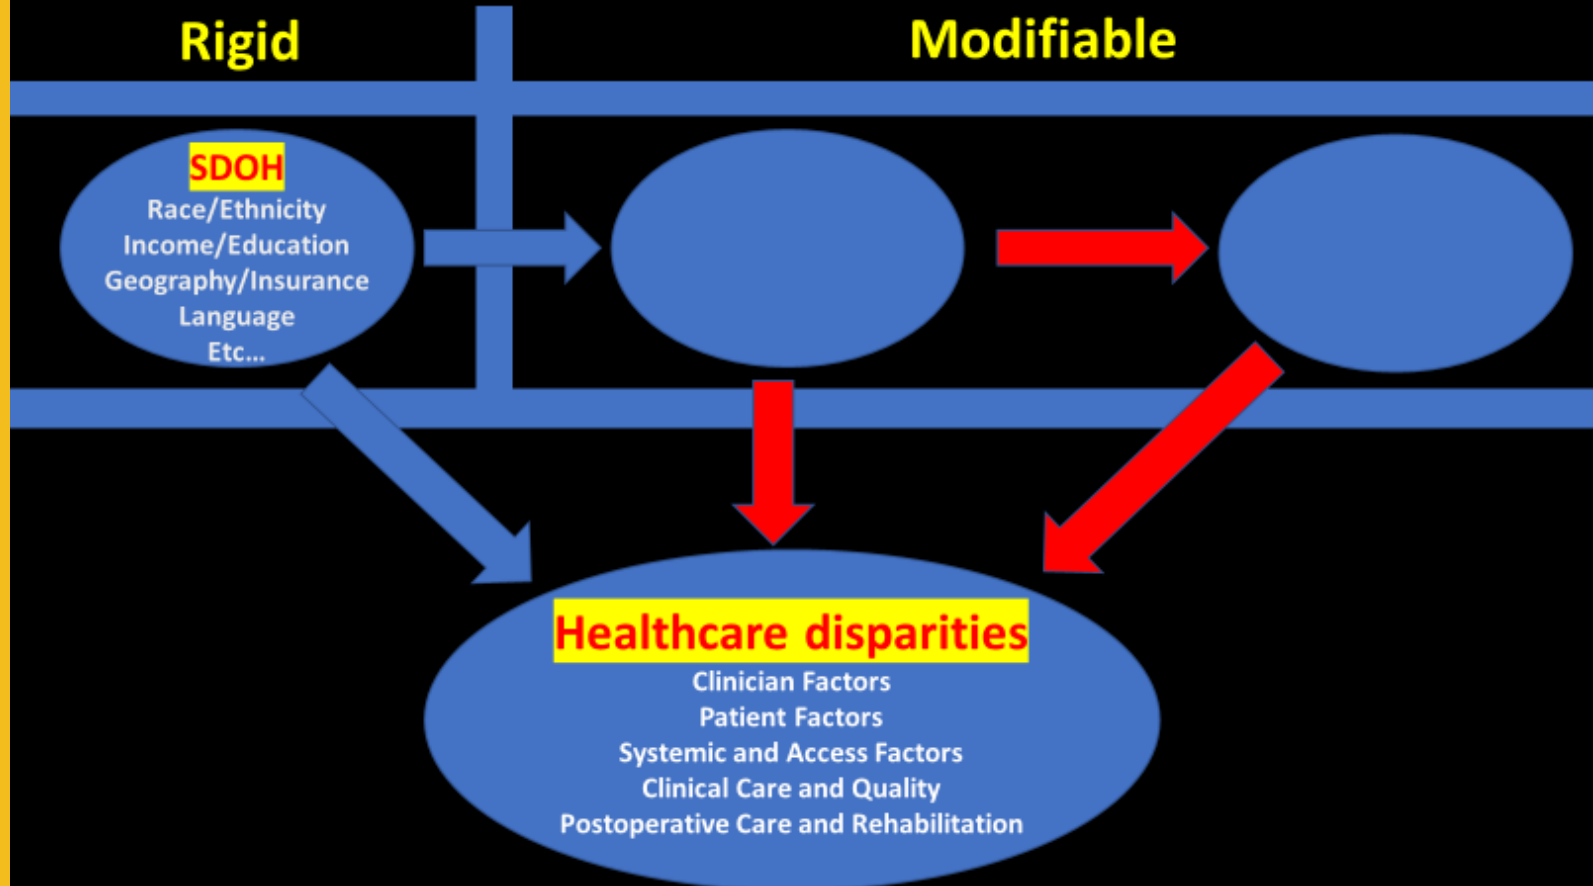 Rigid
Modifiable
SDOH
Race/Ethnicity
Income/Education
Geography/Insurance
Language
Etc...
Healthcare disparities
Clinician Factors
Patient Factors
Systemic and Access Factors
Clinical Care and Quality
Postoperative Care and Rehabilitation